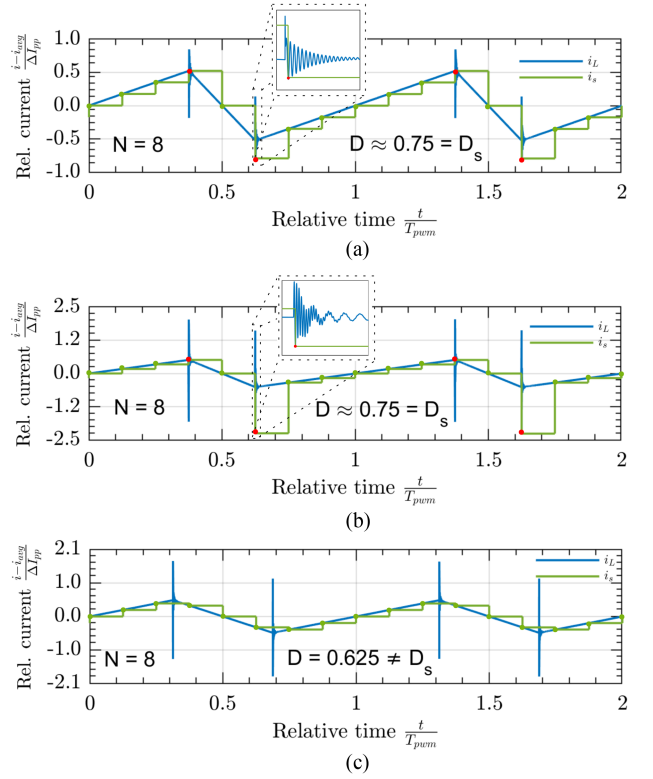 1.0
0.5
0.0
-0.5
-1.0
Rel. current i−i_avg / ΔI_pp
i_L
i_s
N = 8
D ≈ 0.75 = D_s
0 0.5 1 1.5 2
Relative time t / T_pwm
(a)
2.5
1.2
0.0
-1.2
-2.5
Rel. current i−i_avg / ΔI_pp
i_L
i_s
N = 8
D ≈ 0.75 = D_s
0 0.5 1 1.5 2
Relative time t / T_pwm
(b)
2.1
1.0
0.0
-1.0
-2.1
Rel. current i−i_avg / ΔI_pp
i_L
i_s
N = 8
D = 0.625 ≠ D_s
0 0.5 1 1.5 2
Relative time t / T_pwm
(c)